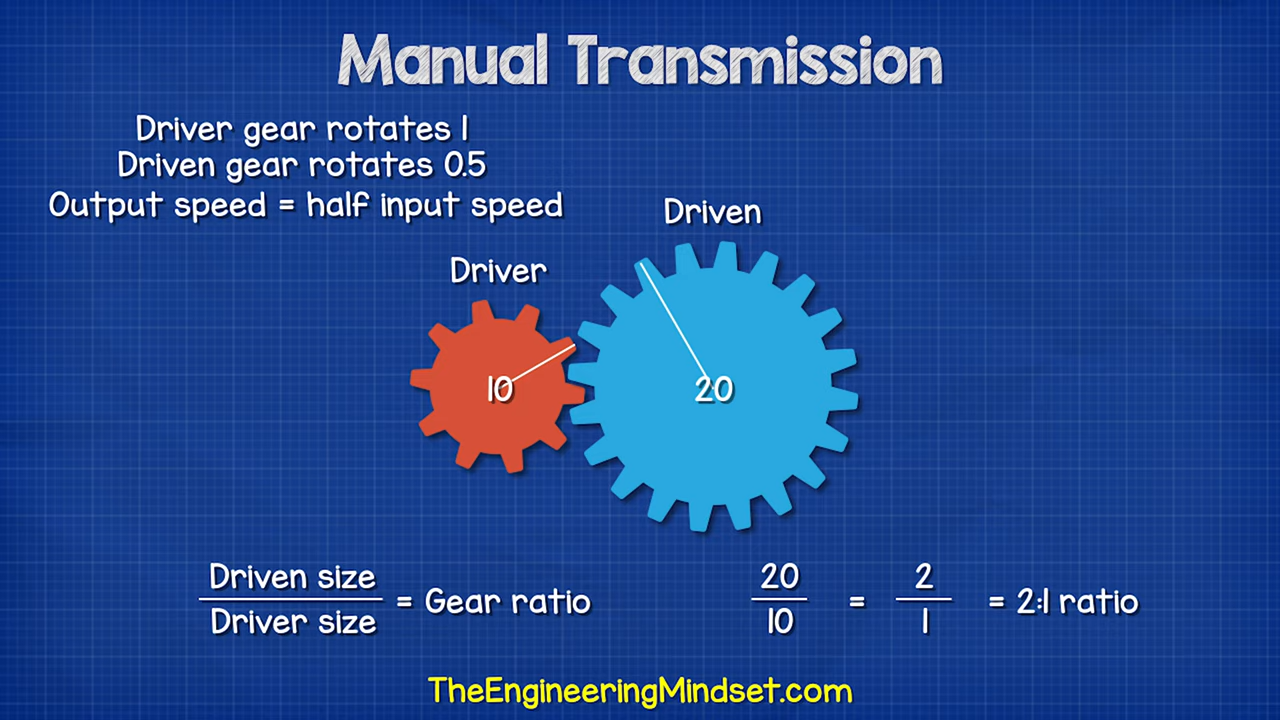 Manual Transmission
Driver gear rotates 1
Driven gear rotates 0.5
Output speed = half input speed
Driven
Driver
10
20
Driven size
Driver size
= Gear ratio
20
10
=
2
1
= 2:1 ratio
TheEngineeringMindset.com